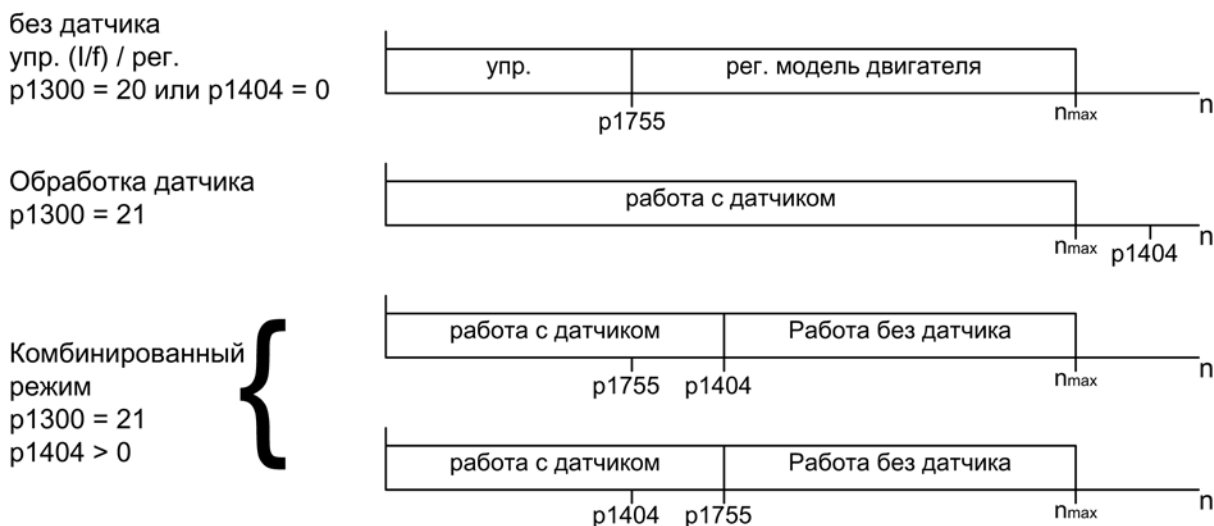 без датчика
упр. (I/f) / рег.
p1300 = 20 или p1404 = 0
упр.
рег. модель двигателя
p1755
nmax
n
Обработка датчика
p1300 = 21
работа с датчиком
nmax
p1404
n
Комбинированный
режим
p1300 = 21
p1404 > 0
{
работа с датчиком
Работа без датчика
p1755
p1404
nmax
n
работа с датчиком
Работа без датчика
p1404
p1755
nmax
n